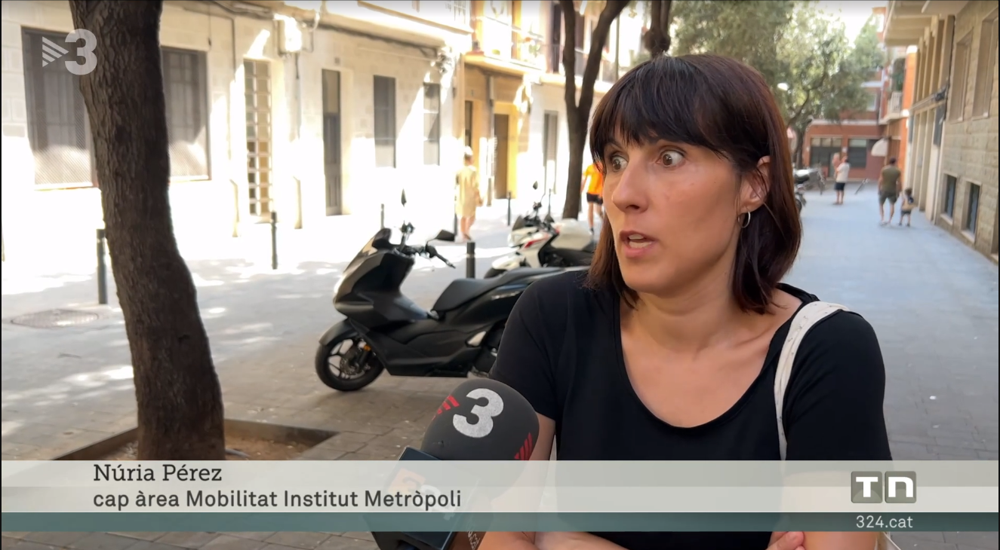 3
3
Núria Pérez
cap àrea Mobilitat Institut Metròpoli
Tn
324.cat